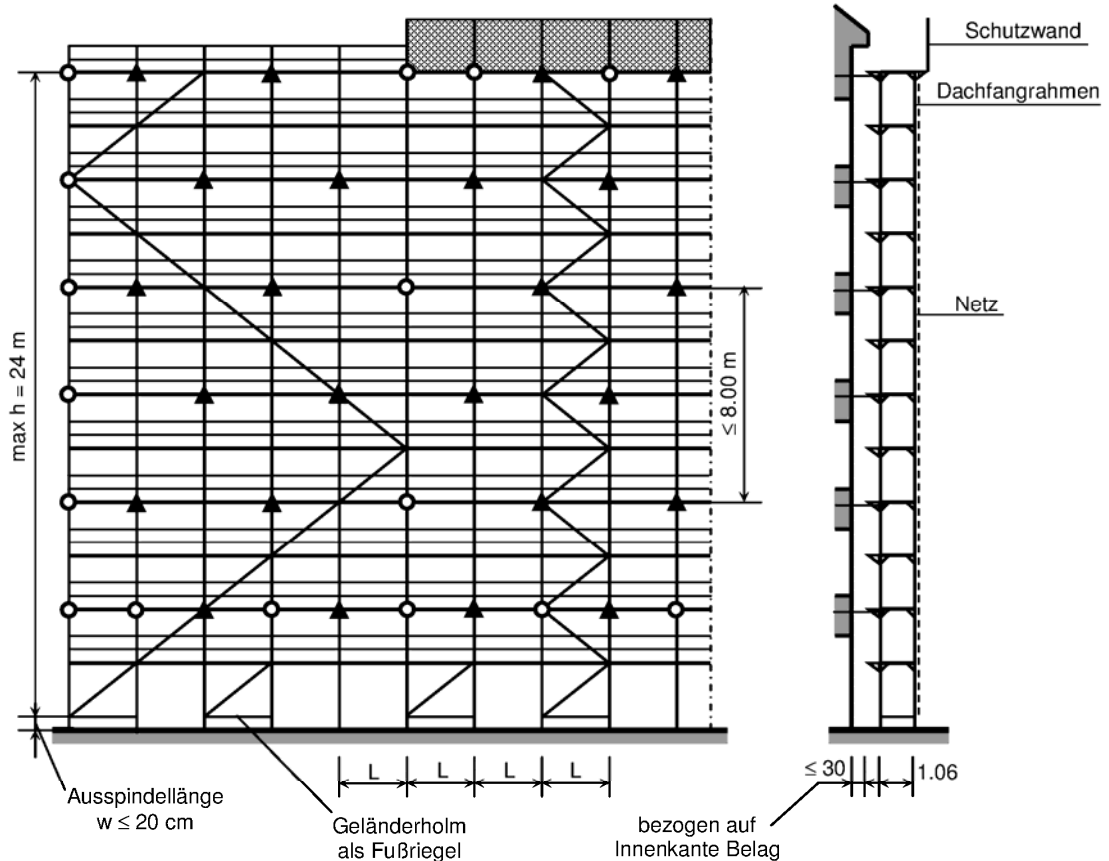 Schutzwand
Dachfangrahmen
Netz
max h = 24 m
≤ 8.00 m
L
L
L
L
≤ 30
1.06
Ausspindellänge
w ≤ 20 cm
Geländerholm
als Fußriegel
bezogen auf
Innenkante Belag